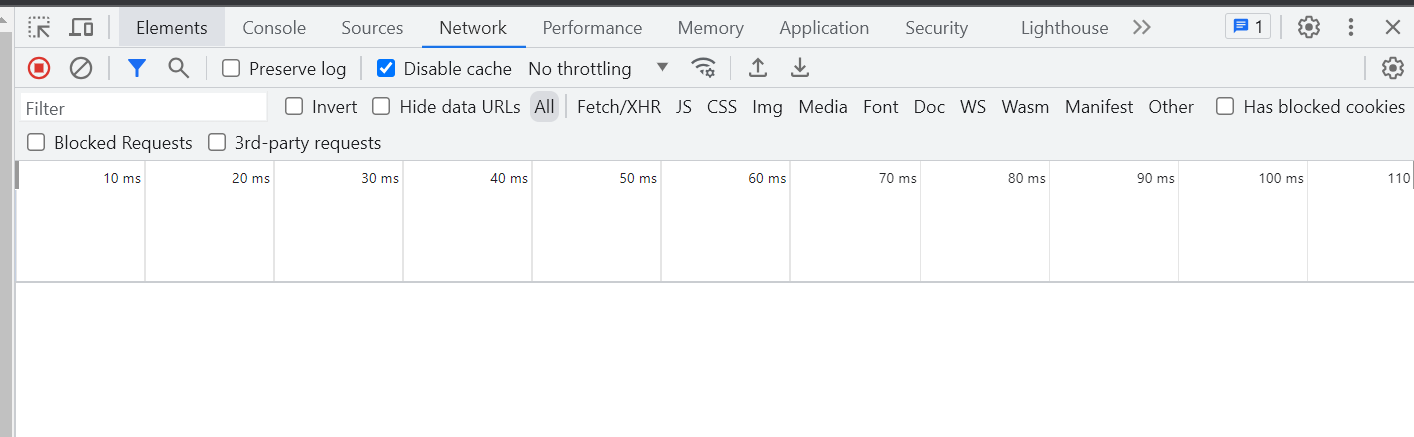 Elements Console Sources Network Performance Memory Application Security Lighthouse 1
Preserve log Disable cache No throttling
Filter Invert Hide data URLs All Fetch/XHR JS CSS Img Media Font Doc WS Wasm Manifest Other Has blocked cookies
Blocked Requests 3rd-party requests
10 ms 20 ms 30 ms 40 ms 50 ms 60 ms 70 ms 80 ms 90 ms 100 ms 110